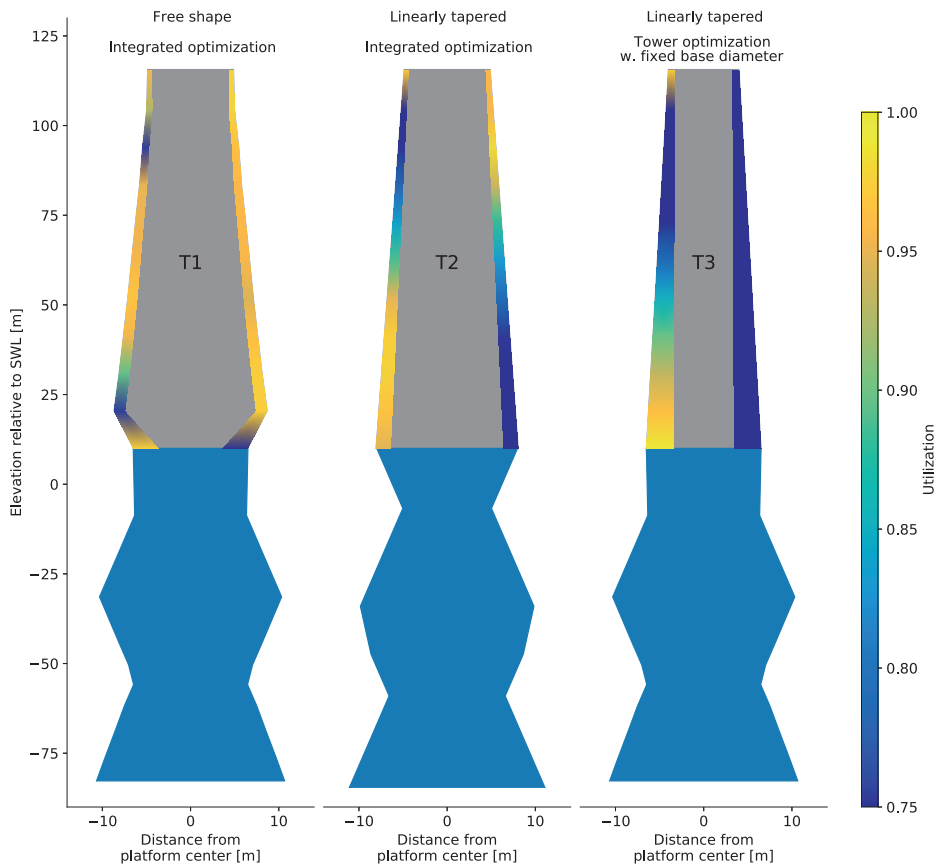 Free shape
Integrated optimization
Linearly tapered
Integrated optimization
Linearly tapered
Tower optimization
w. fixed base diameter
Elevation relative to SWL [m]
125
100
75
50
25
0
−25
−50
−75
T1
T2
T3
−10
0
10
−10
0
10
−10
0
10
Distance from
platform center [m]
Distance from
platform center [m]
Distance from
platform center [m]
1.00
0.95
0.90
0.85
0.80
0.75
Utilization